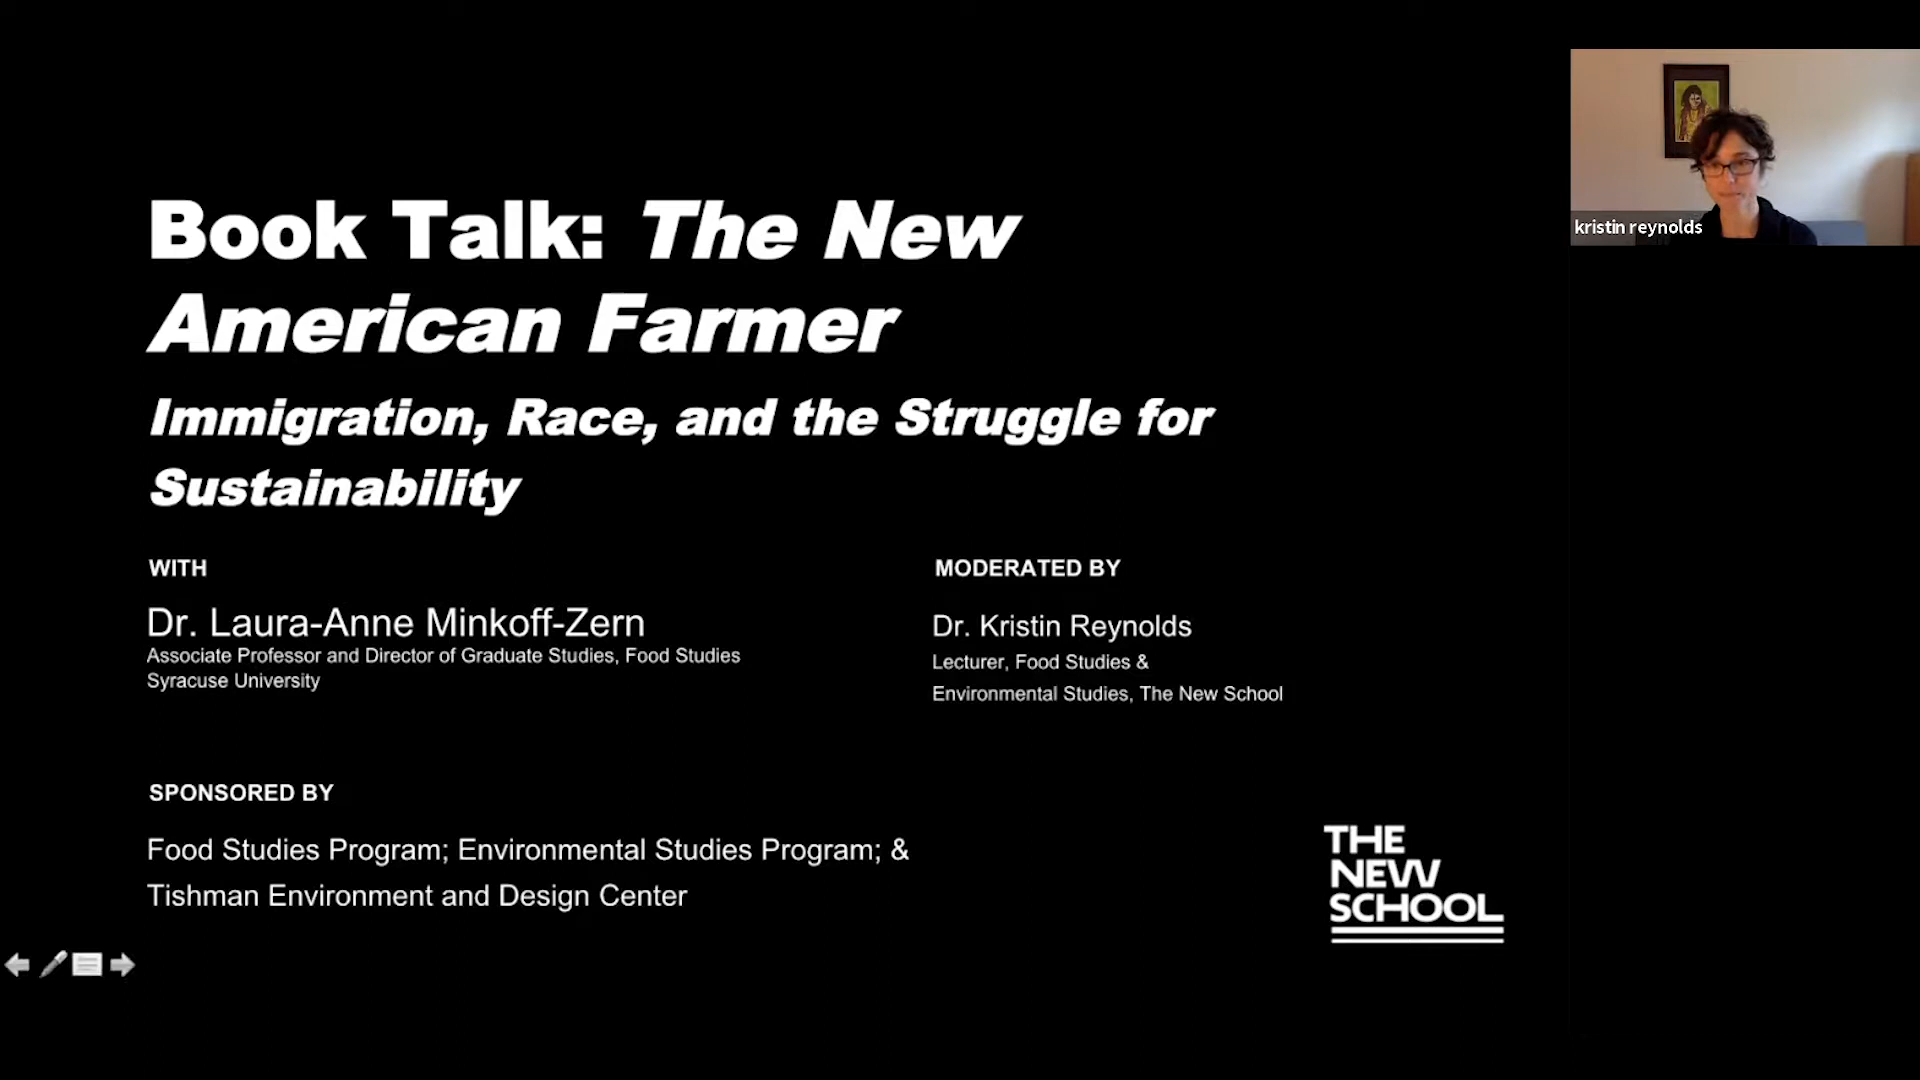 Book Talk: The New
American Farmer
Immigration, Race, and the Struggle for
Sustainability
WITH
Dr. Laura-Anne Minkoff-Zern
Associate Professor and Director of Graduate Studies, Food Studies
Syracuse University
MODERATED BY
Dr. Kristin Reynolds
Lecturer, Food Studies &
Environmental Studies, The New School
SPONSORED BY
Food Studies Program; Environmental Studies Program; &
Tishman Environment and Design Center
THE
NEW
SCHOOL
kristin reynolds